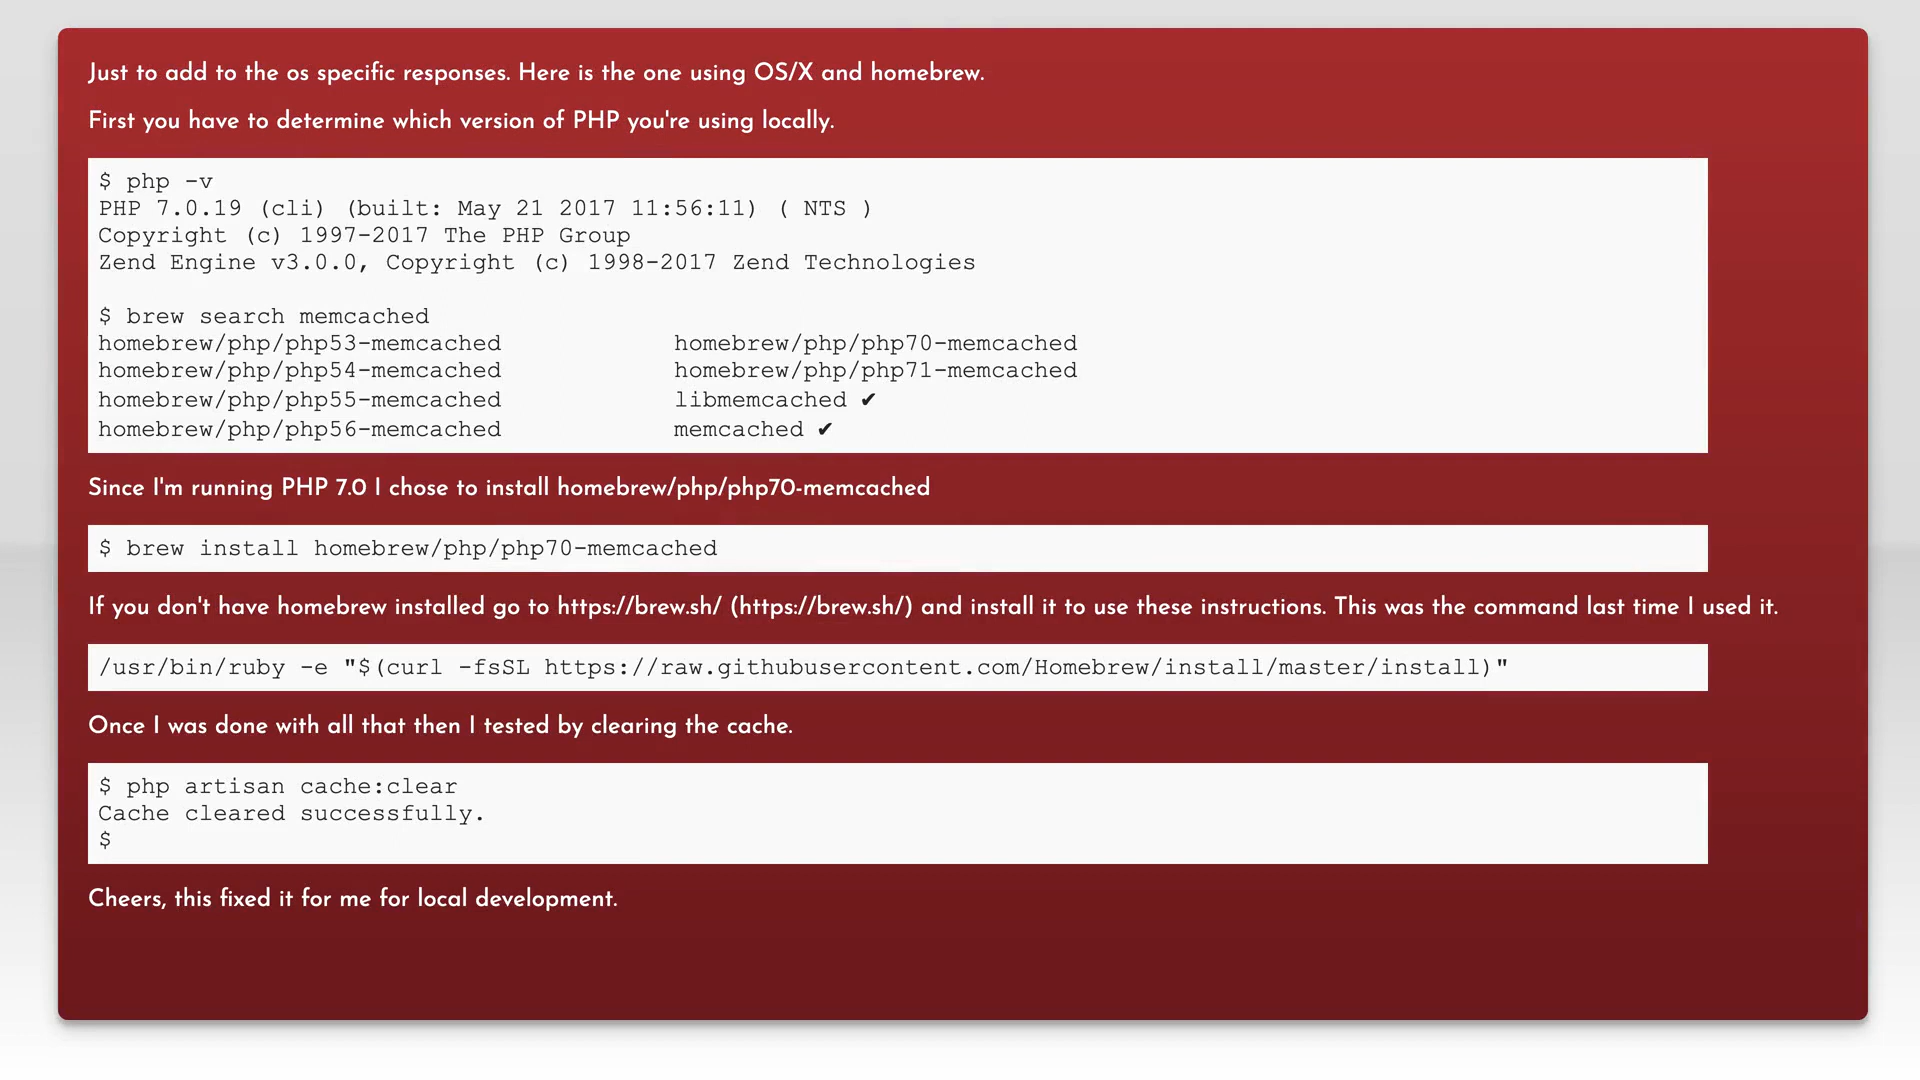 Just to add to the os specific responses. Here is the one using OS/X and homebrew.
First you have to determine which version of PHP you're using locally.
$ php -v
PHP 7.0.19 (cli) (built: May 21 2017 11:56:11) ( NTS )
Copyright (c) 1997-2017 The PHP Group
Zend Engine v3.0.0, Copyright (c) 1998-2017 Zend Technologies
$ brew search memcached
homebrew/php/php53-memcached homebrew/php/php70-memcached
homebrew/php/php54-memcached homebrew/php/php71-memcached
homebrew/php/php55-memcached libmemcached ✔
homebrew/php/php56-memcached memcached ✔
Since I'm running PHP 7.0 I chose to install homebrew/php/php70-memcached
$ brew install homebrew/php/php70-memcached
If you don't have homebrew installed go to https://brew.sh/ (https://brew.sh/) and install it to use these instructions. This was the command last time I used it.
/usr/bin/ruby -e "$(curl -fsSL https://raw.githubusercontent.com/Homebrew/install/master/install)"
Once I was done with all that then I tested by clearing the cache.
$ php artisan cache:clear
Cache cleared successfully.
$
Cheers, this fixed it for me for local development.